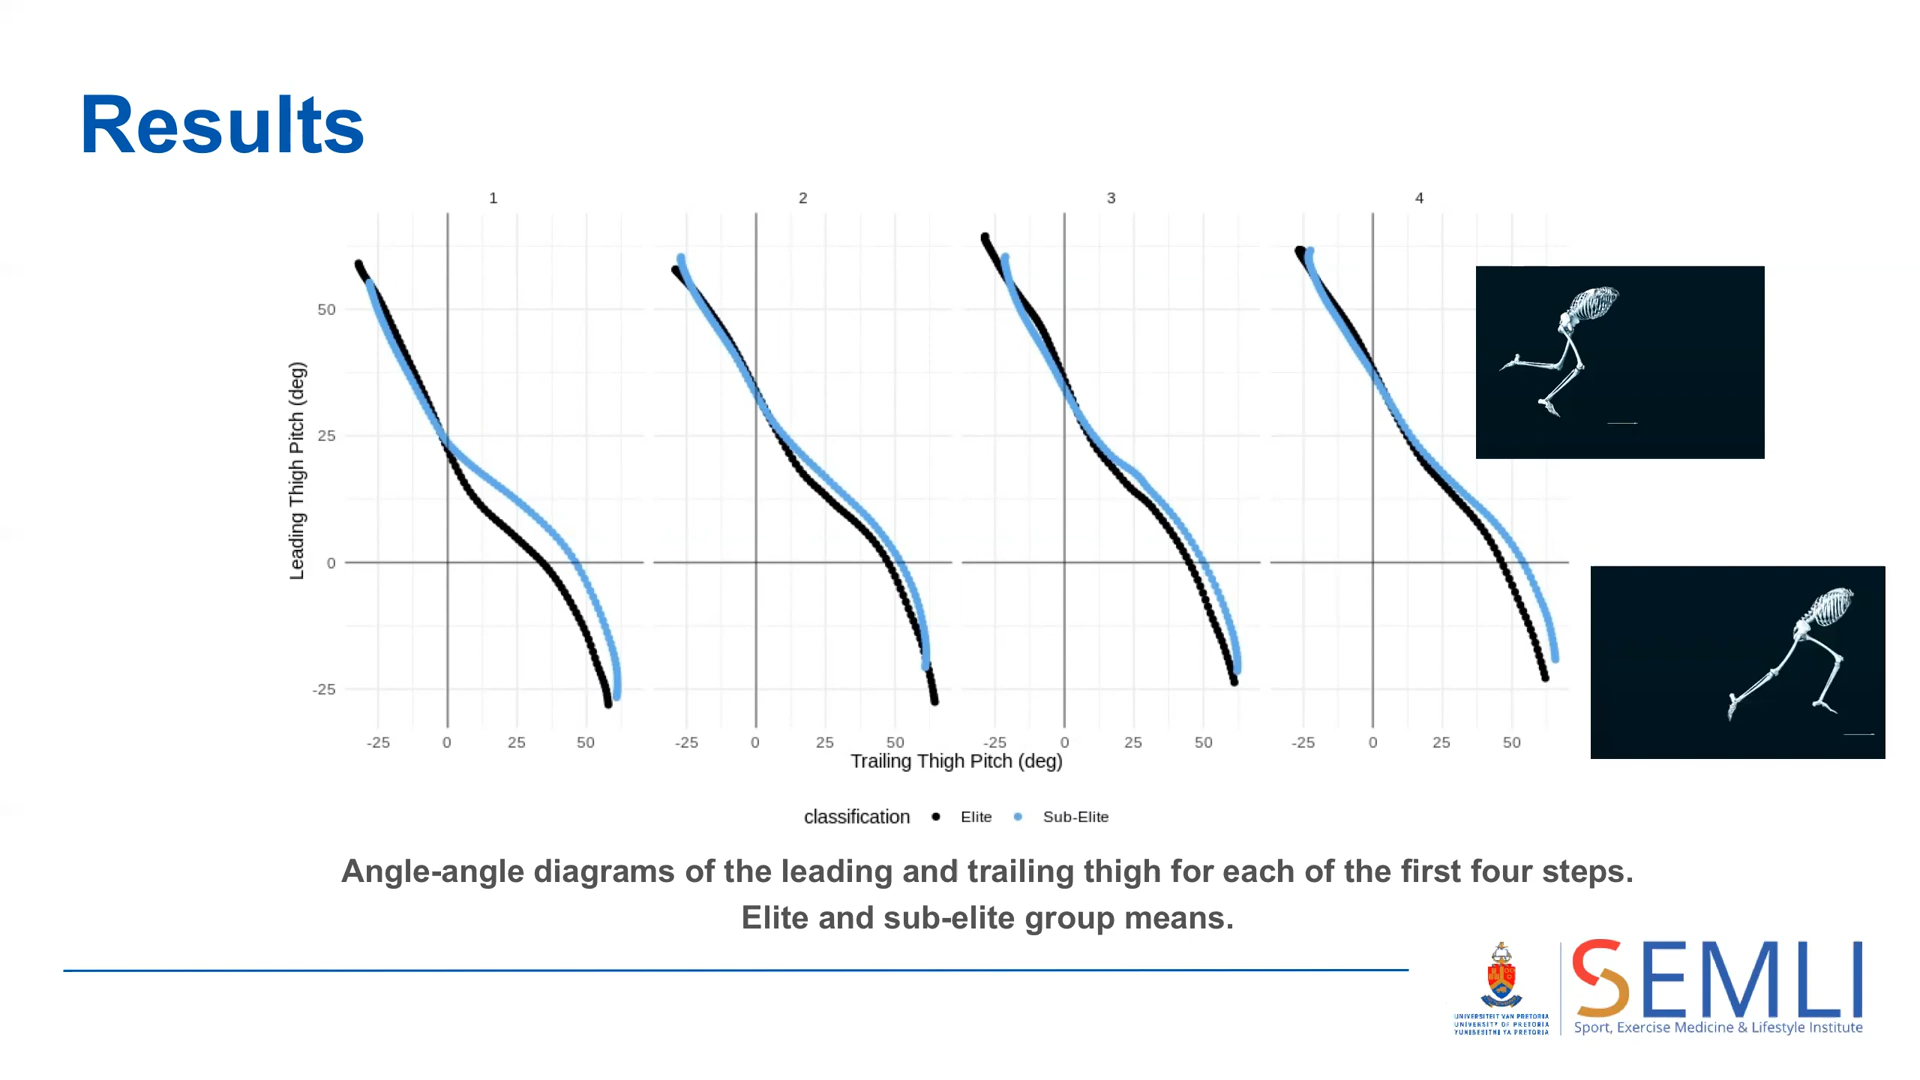 Results
1 2 3 4
50
25
0
-25
Leading Thigh Pitch (deg)
-25 0 25 50 -25 0 25 50 -25 0 25 50 -25 0 25 50
Trailing Thigh Pitch (deg)
classification Elite Sub-Elite
Angle-angle diagrams of the leading and trailing thigh for each of the first four steps.
Elite and sub-elite group means.
UNIVERSITEIT VAN PRETORIA
UNIVERSITY OF PRETORIA
YUNIBESITHI YA PRETORIA
SEMLI
Sport, Exercise Medicine & Lifestyle Institute